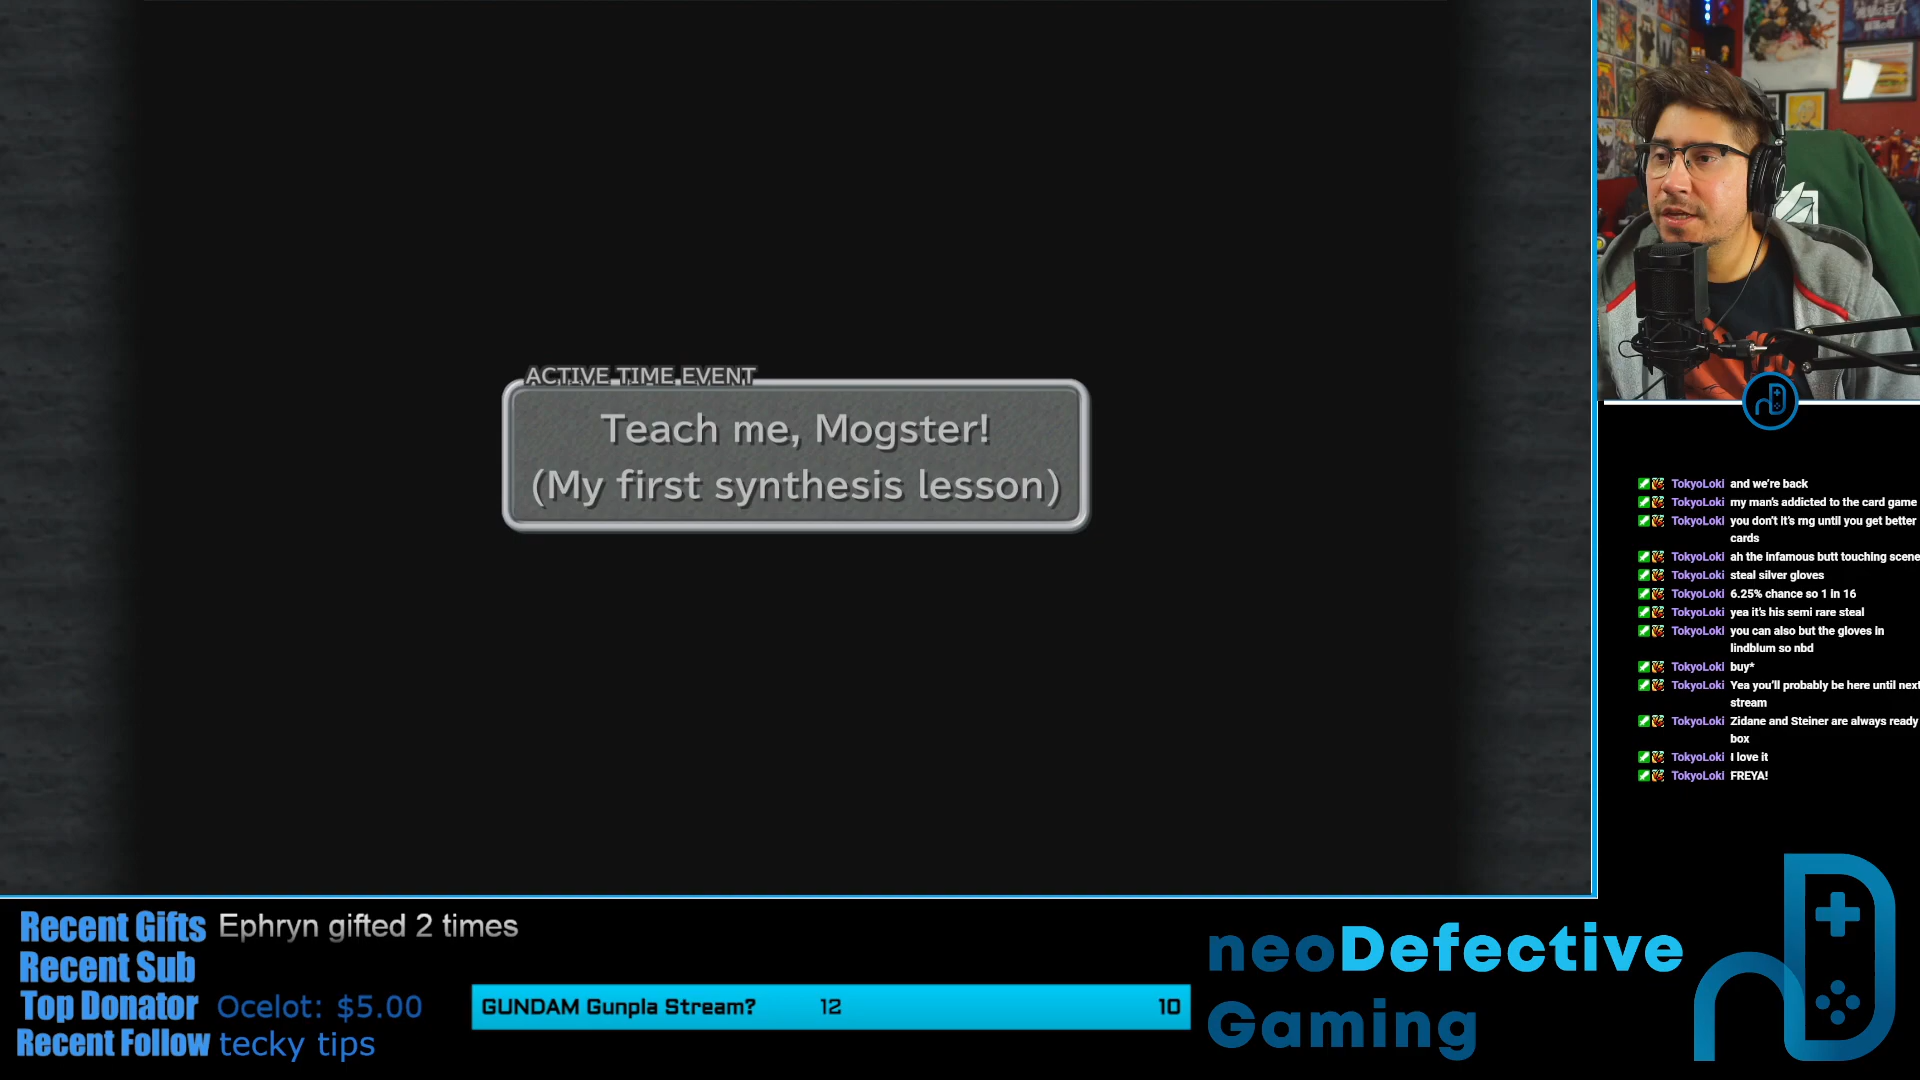 ACTIVE TIME EVENT
Teach me, Mogster!
(My first synthesis lesson)
TokyoLoki and we're back
TokyoLoki my man's addicted to the card game
TokyoLoki you don't it's rng until you get better
cards
TokyoLoki ah the infamous butt touching scene
TokyoLoki steal silver gloves
TokyoLoki 6.25% chance so 1 in 16
TokyoLoki yea it's his semi rare steal
TokyoLoki you can also but the gloves in
lindblum so nbd
TokyoLoki buy*
TokyoLoki Yea you'll probably be here until next
stream
TokyoLoki Zidane and Steiner are always ready
box
TokyoLoki I love it
TokyoLoki FREYA!
Recent Gifts Ephryn gifted 2 times
Recent Sub
Top Donator Ocelot: $5.00
Recent Follow tecky tips
GUNDAM Gunpla Stream? 12 10
neoDefective
Gaming